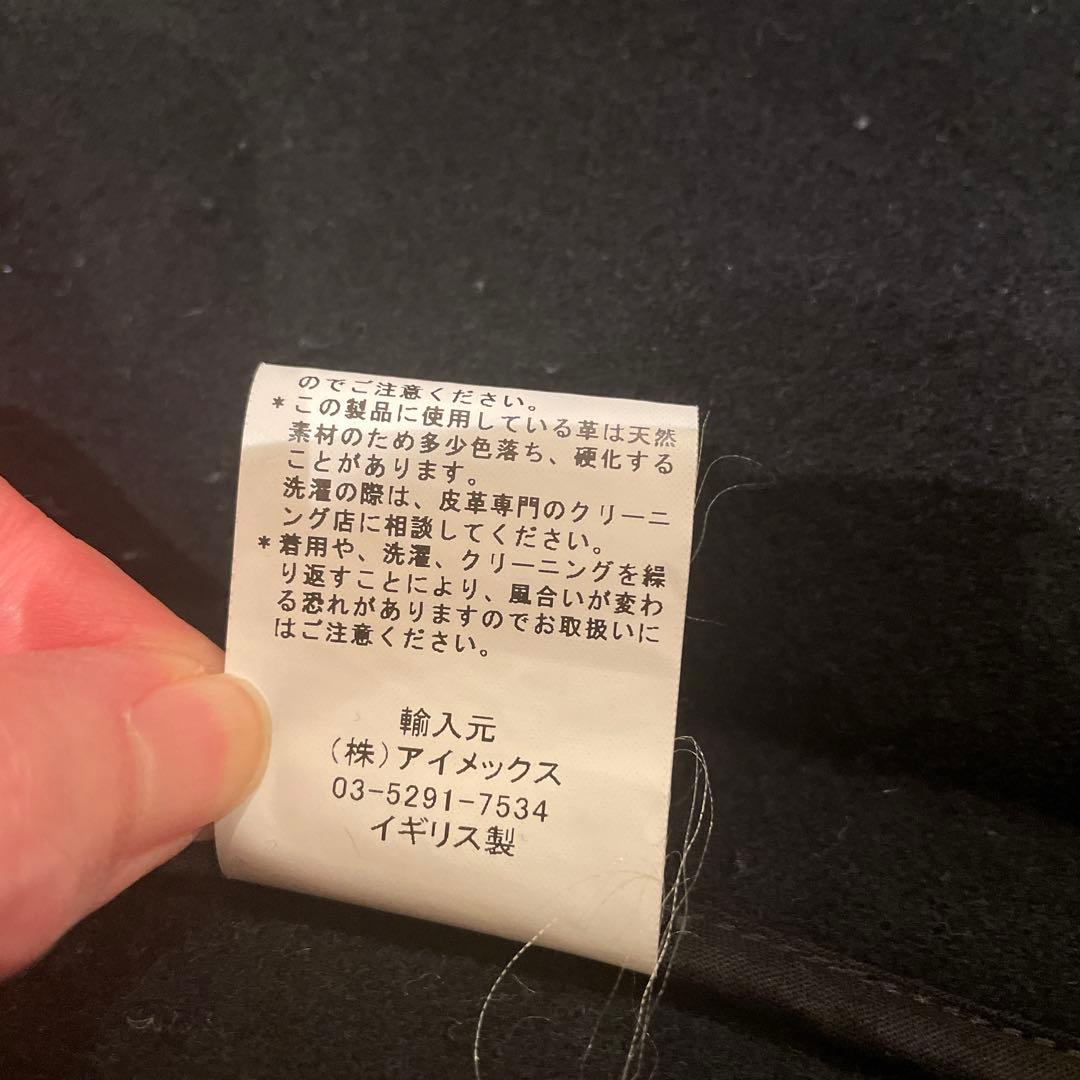 のでご注意ください。
*この製品に使用している革は天然
素材のため多少色落ち、硬化する
ことがあります。
洗濯の際は、皮革専門のクリーニ
ング店に相談してください。
*着用や、洗濯、クリーニングを繰
り返すことにより、風合いが変わ
る恐れがありますのでお取扱いに
はご注意ください。
輸入元
(株)アイメックス
03-5291-7534
イギリス製